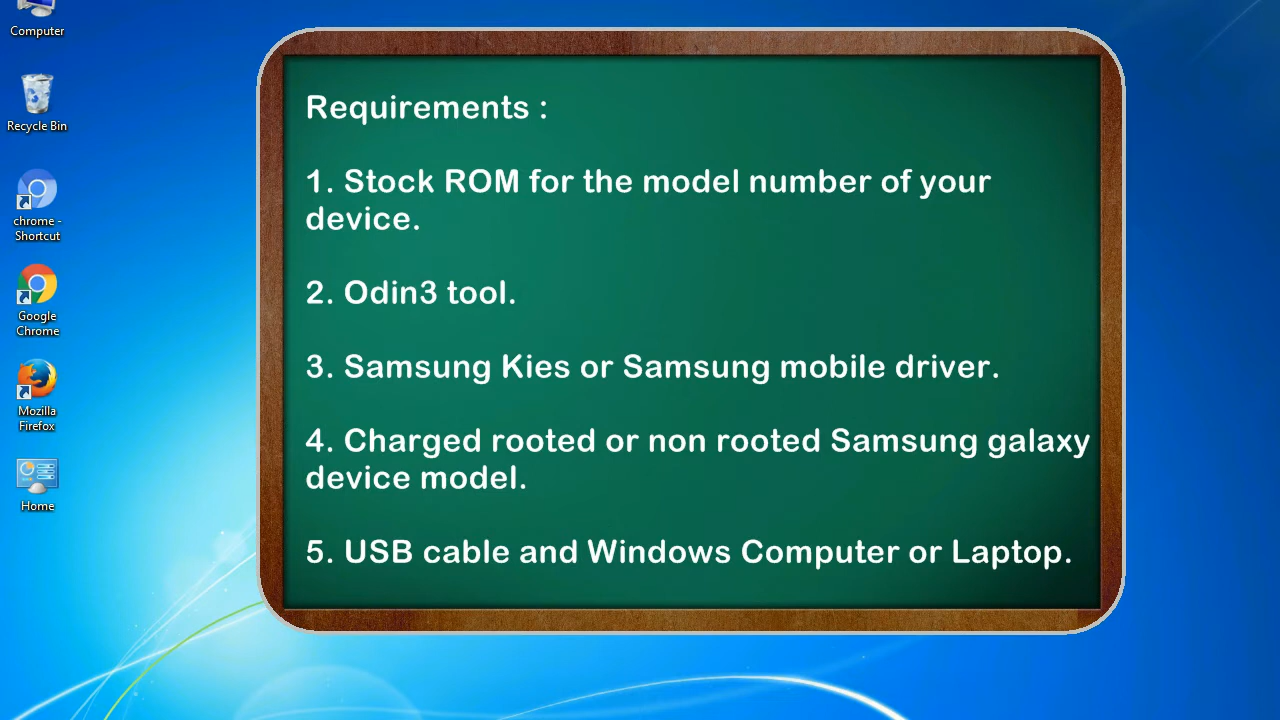 Computer
Recycle Bin
chrome -
Shortcut
Google
Chrome
Mozilla
Firefox
Home
Requirements :
1. Stock ROM for the model number of your
device.
2. Odin3 tool.
3. Samsung Kies or Samsung mobile driver.
4. Charged rooted or non rooted Samsung galaxy
device model.
5. USB cable and Windows Computer or Laptop.